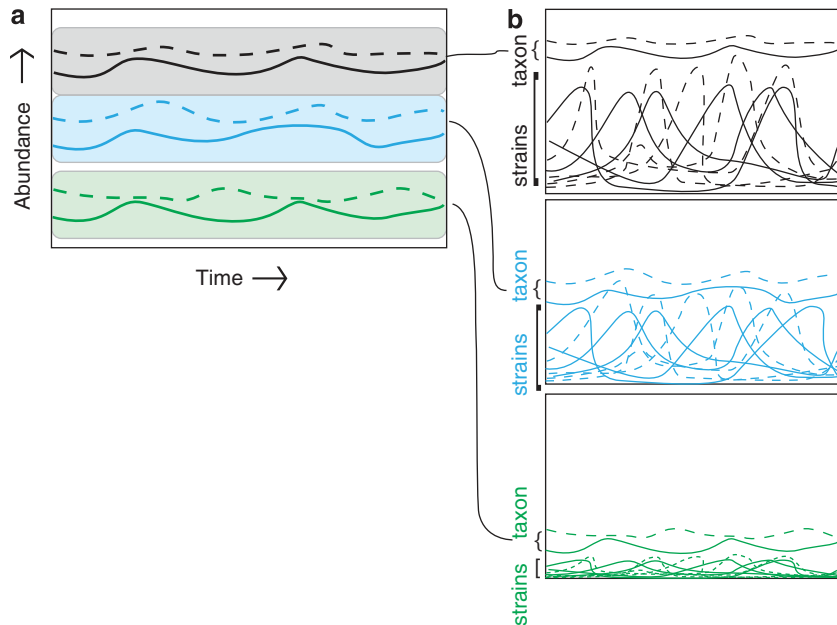 a
Abundance
Time
b
taxon
strains
taxon
strains
taxon
strains